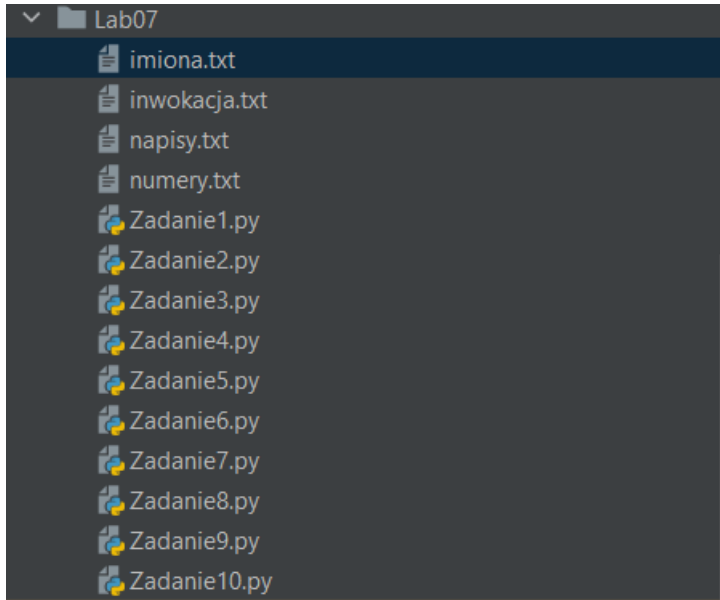 Lab07
imiona.txt
inwokacja.txt
napisy.txt
numery.txt
Zadanie1.py
Zadanie2.py
Zadanie3.py
Zadanie4.py
Zadanie5.py
Zadanie6.py
Zadanie7.py
Zadanie8.py
Zadanie9.py
Zadanie10.py